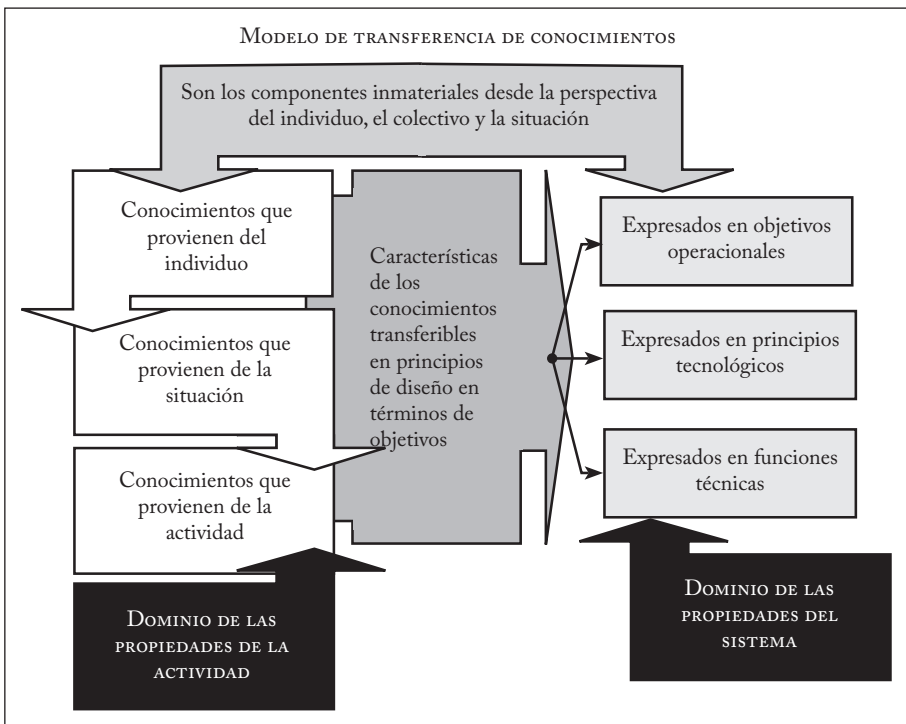 MODELO DE TRANSFERENCIA DE CONOCIMIENTOS
Son los componentes inmateriales desde la perspectiva
del individuo, el colectivo y la situación
Conocimientos que
provienen del
individuo
Conocimientos que
provienen de la
situación
Conocimientos que
provienen de la
actividad
Características
de los
conocimientos
transferibles
en principios
de diseño en
términos de
objetivos
Expresados en objetivos
operacionales
Expresados en principios
tecnológicos
Expresados en funciones
técnicas
DOMINIO DE LAS
PROPIEDADES DE LA
ACTIVIDAD
DOMINIO DE LAS
PROPIEDADES DEL
SISTEMA